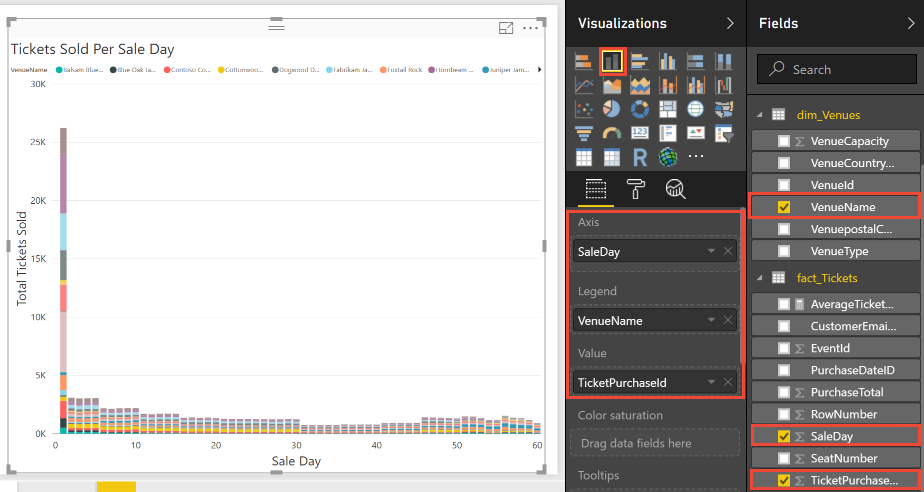 Tickets Sold Per Sale Day
VenueName Balsam Blue... Blue Oak Ja... Contoso Co... Cottonwoo... Dogwood D... Fabrikam Ja... Foxtail Rock Hornbeam ... Juniper Jam...
30K
25K
20K
15K
10K
5K
0K
Total Tickets Sold
0 10 20 30 40 50 60
Sale Day
Visualizations
123
R
Axis
SaleDay
Legend
VenueName
Value
TicketPurchaseId
Color saturation
Drag data fields here
Tooltips
Fields
Search
dim_Venues
VenueCapacity
VenueCountry...
VenueId
VenueName
VenuepostalC...
VenueType
fact_Tickets
AverageTicket...
CustomerEmai...
EventId
PurchaseDateID
PurchaseTotal
RowNumber
SaleDay
SeatNumber
TicketPurchase...